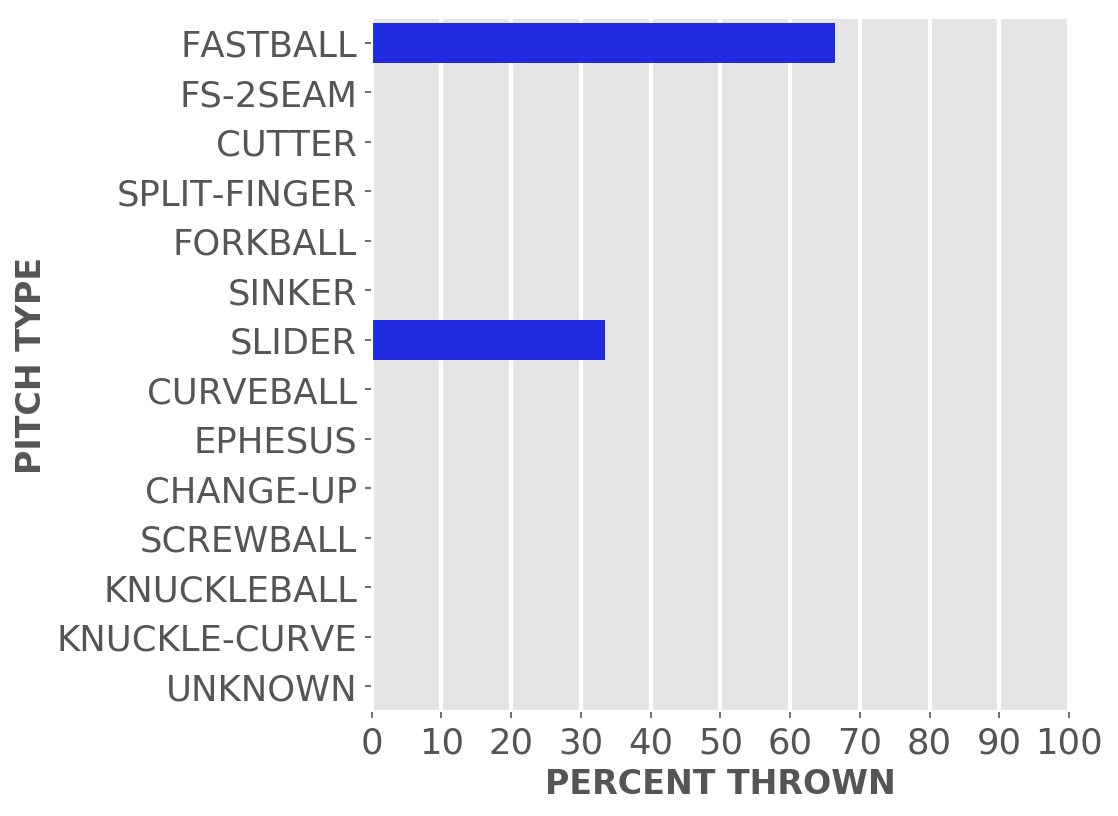 FASTBALL
FS-2SEAM
CUTTER
SPLIT-FINGER
FORKBALL
SINKER
SLIDER
CURVEBALL
EPHESUS
CHANGE-UP
SCREWBALL
KNUCKLEBALL
KNUCKLE-CURVE
UNKNOWN
PITCH TYPE
0 10 20 30 40 50 60 70 80 90 100
PERCENT THROWN